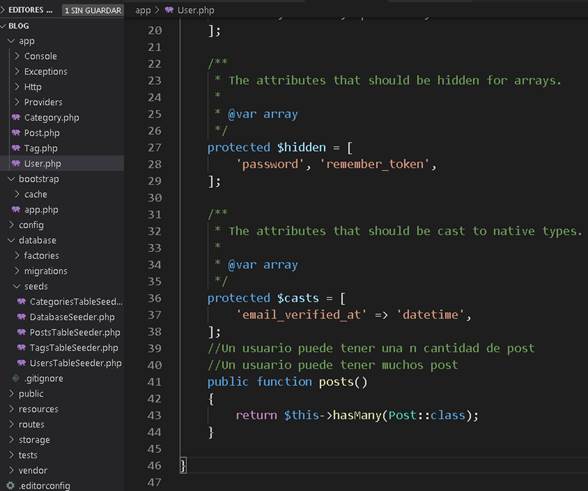 EDITORES ... 1 SIN GUARDAR
BLOG
app
Console
Exceptions
Http
Providers
Category.php
Post.php
Tag.php
User.php
bootstrap
cache
app.php
config
database
factories
migrations
seeds
CategoriesTableSeed...
DatabaseSeeder.php
PostsTableSeeder.php
TagsTableSeeder.php
UsersTableSeeder.php
.gitignore
public
resources
routes
storage
tests
vendor
.editorconfig
app > User.php
20 ];
21
22 /**
23 * The attributes that should be hidden for arrays.
24 *
25 * @var array
26 */
27 protected $hidden = [
28 'password', 'remember_token',
29 ];
30
31 /**
32 * The attributes that should be cast to native types.
33 *
34 * @var array
35 */
36 protected $casts = [
37 'email_verified_at' => 'datetime',
38 ];
39 //Un usuario puede tener una n cantidad de post
40 //Un usuario puede tener muchos post
41 public function posts()
42 {
43 return $this->hasMany(Post::class);
44 }
45
46 }
47